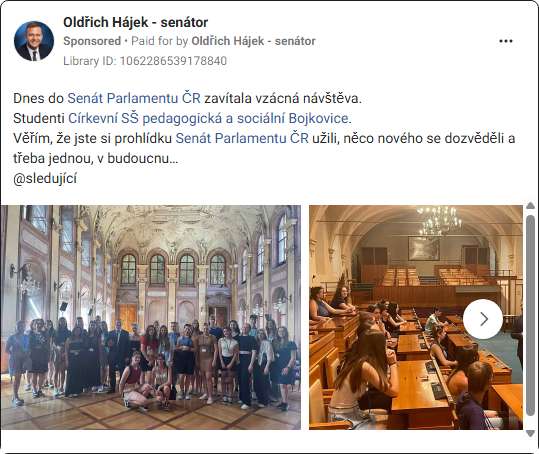 Oldřich Hájek - senátor
Sponsored • Paid for by Oldřich Hájek - senátor
Library ID: 1062286539178840
Dnes do Senát Parlamentu ČR zavítala vzácná návštěva.
Studenti Církevní SŠ pedagogická a sociální Bojkovice.
Věřím, že jste si prohlídku Senát Parlamentu ČR užili, něco nového se dozvěděli a
třeba jednou, v budoucnu...
@sledující